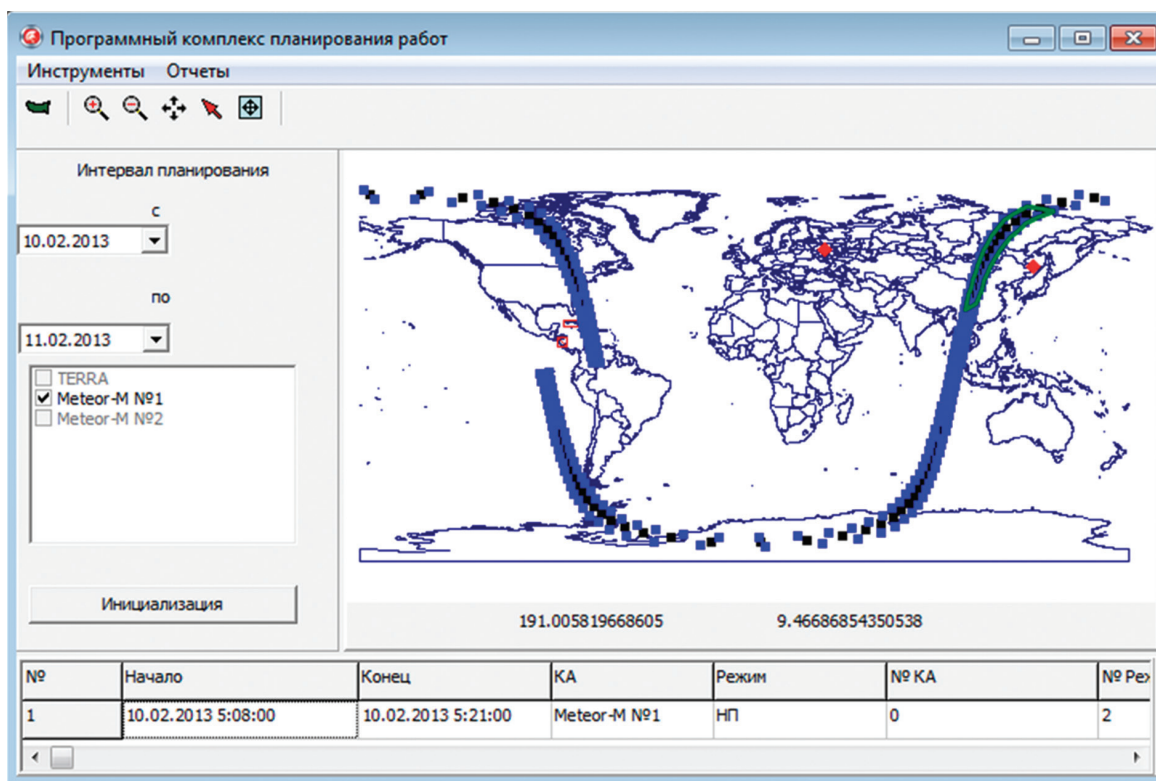 Программный комплекс планирования работ
Инструменты Отчеты
Интервал планирования
с
10.02.2013
по
11.02.2013
TERRA
Meteor-M №1
Meteor-M №2
Инициализация
191.005819668605 9.46686854350538
№ Начало Конец КА Режим № КА № Реж
1 10.02.2013 5:08:00 10.02.2013 5:21:00 Meteor-M №1 НП 0 2